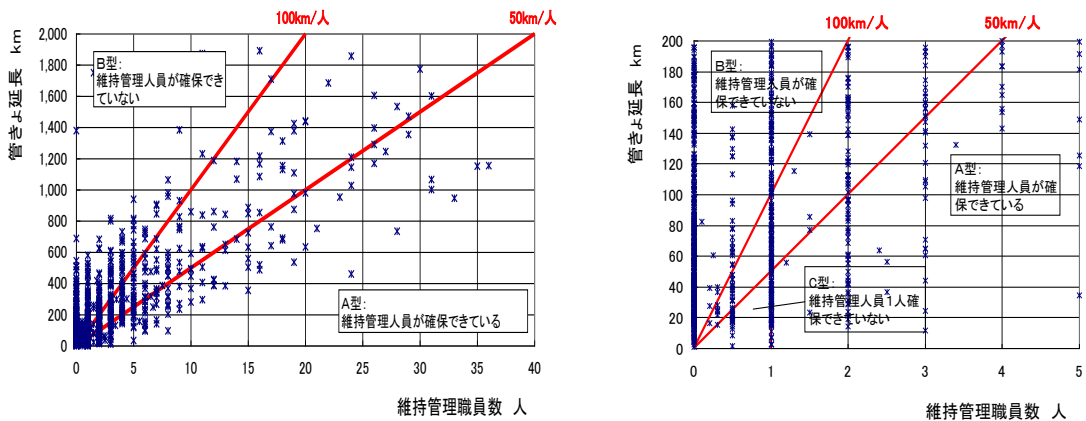 100km/人
50km/人
2,000
1,800
1,600
1,400
1,200
1,000
800
600
400
200
0
管きょ延長 km
B型:
維持管理人員が確保でき
ていない
A型:
維持管理人員が確保できている
0
5
10
15
20
25
30
35
40
維持管理職員数 人
100km/人
50km/人
200
180
160
140
120
100
80
60
40
20
0
管きょ延長 km
B型:
維持管理人員が確
保できていない
A型:
維持管理人員が確
保できている
C型:
維持管理人員1人確
保できていない
0
1
2
3
4
5
維持管理職員数 人